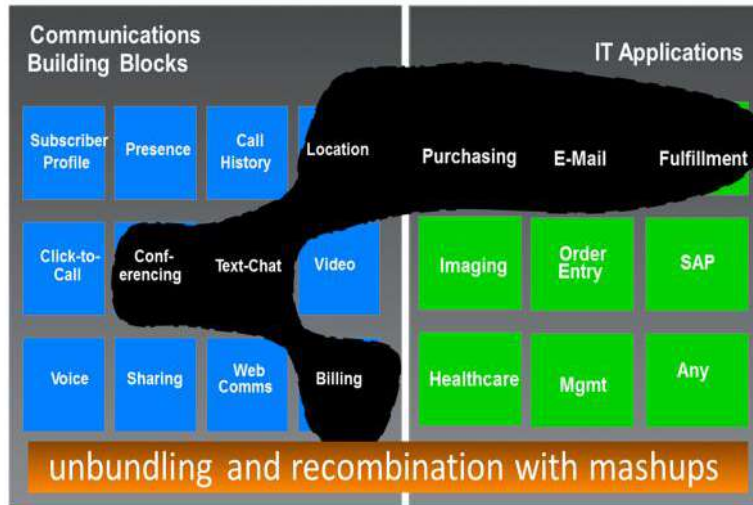 Communications
Building Blocks
IT Applications
Subscriber
Profile
Presence
Call
History
Location
Purchasing
E-Mail
Fulfillment
Click-to-
Call
Conf-
erencing
Text-Chat
Video
Imaging
Order
Entry
SAP
Voice
Sharing
Web
Comms
Billing
Healthcare
Mgmt
Any
unbundling and recombination with mashups